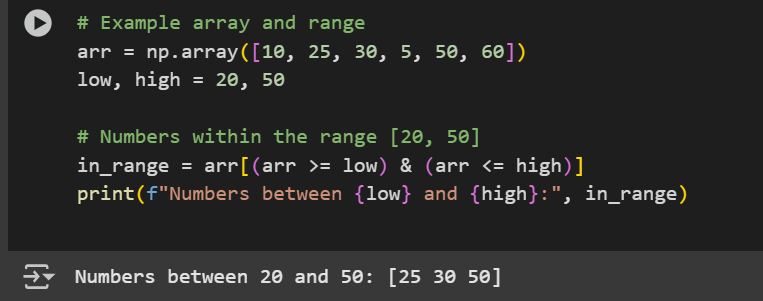 # Example array and range
arr = np.array([10, 25, 30, 5, 50, 60])
low, high = 20, 50
# Numbers within the range [20, 50]
in_range = arr[(arr >= low) & (arr <= high)]
print(f"Numbers between {low} and {high}:", in_range)
Numbers between 20 and 50: [25 30 50]